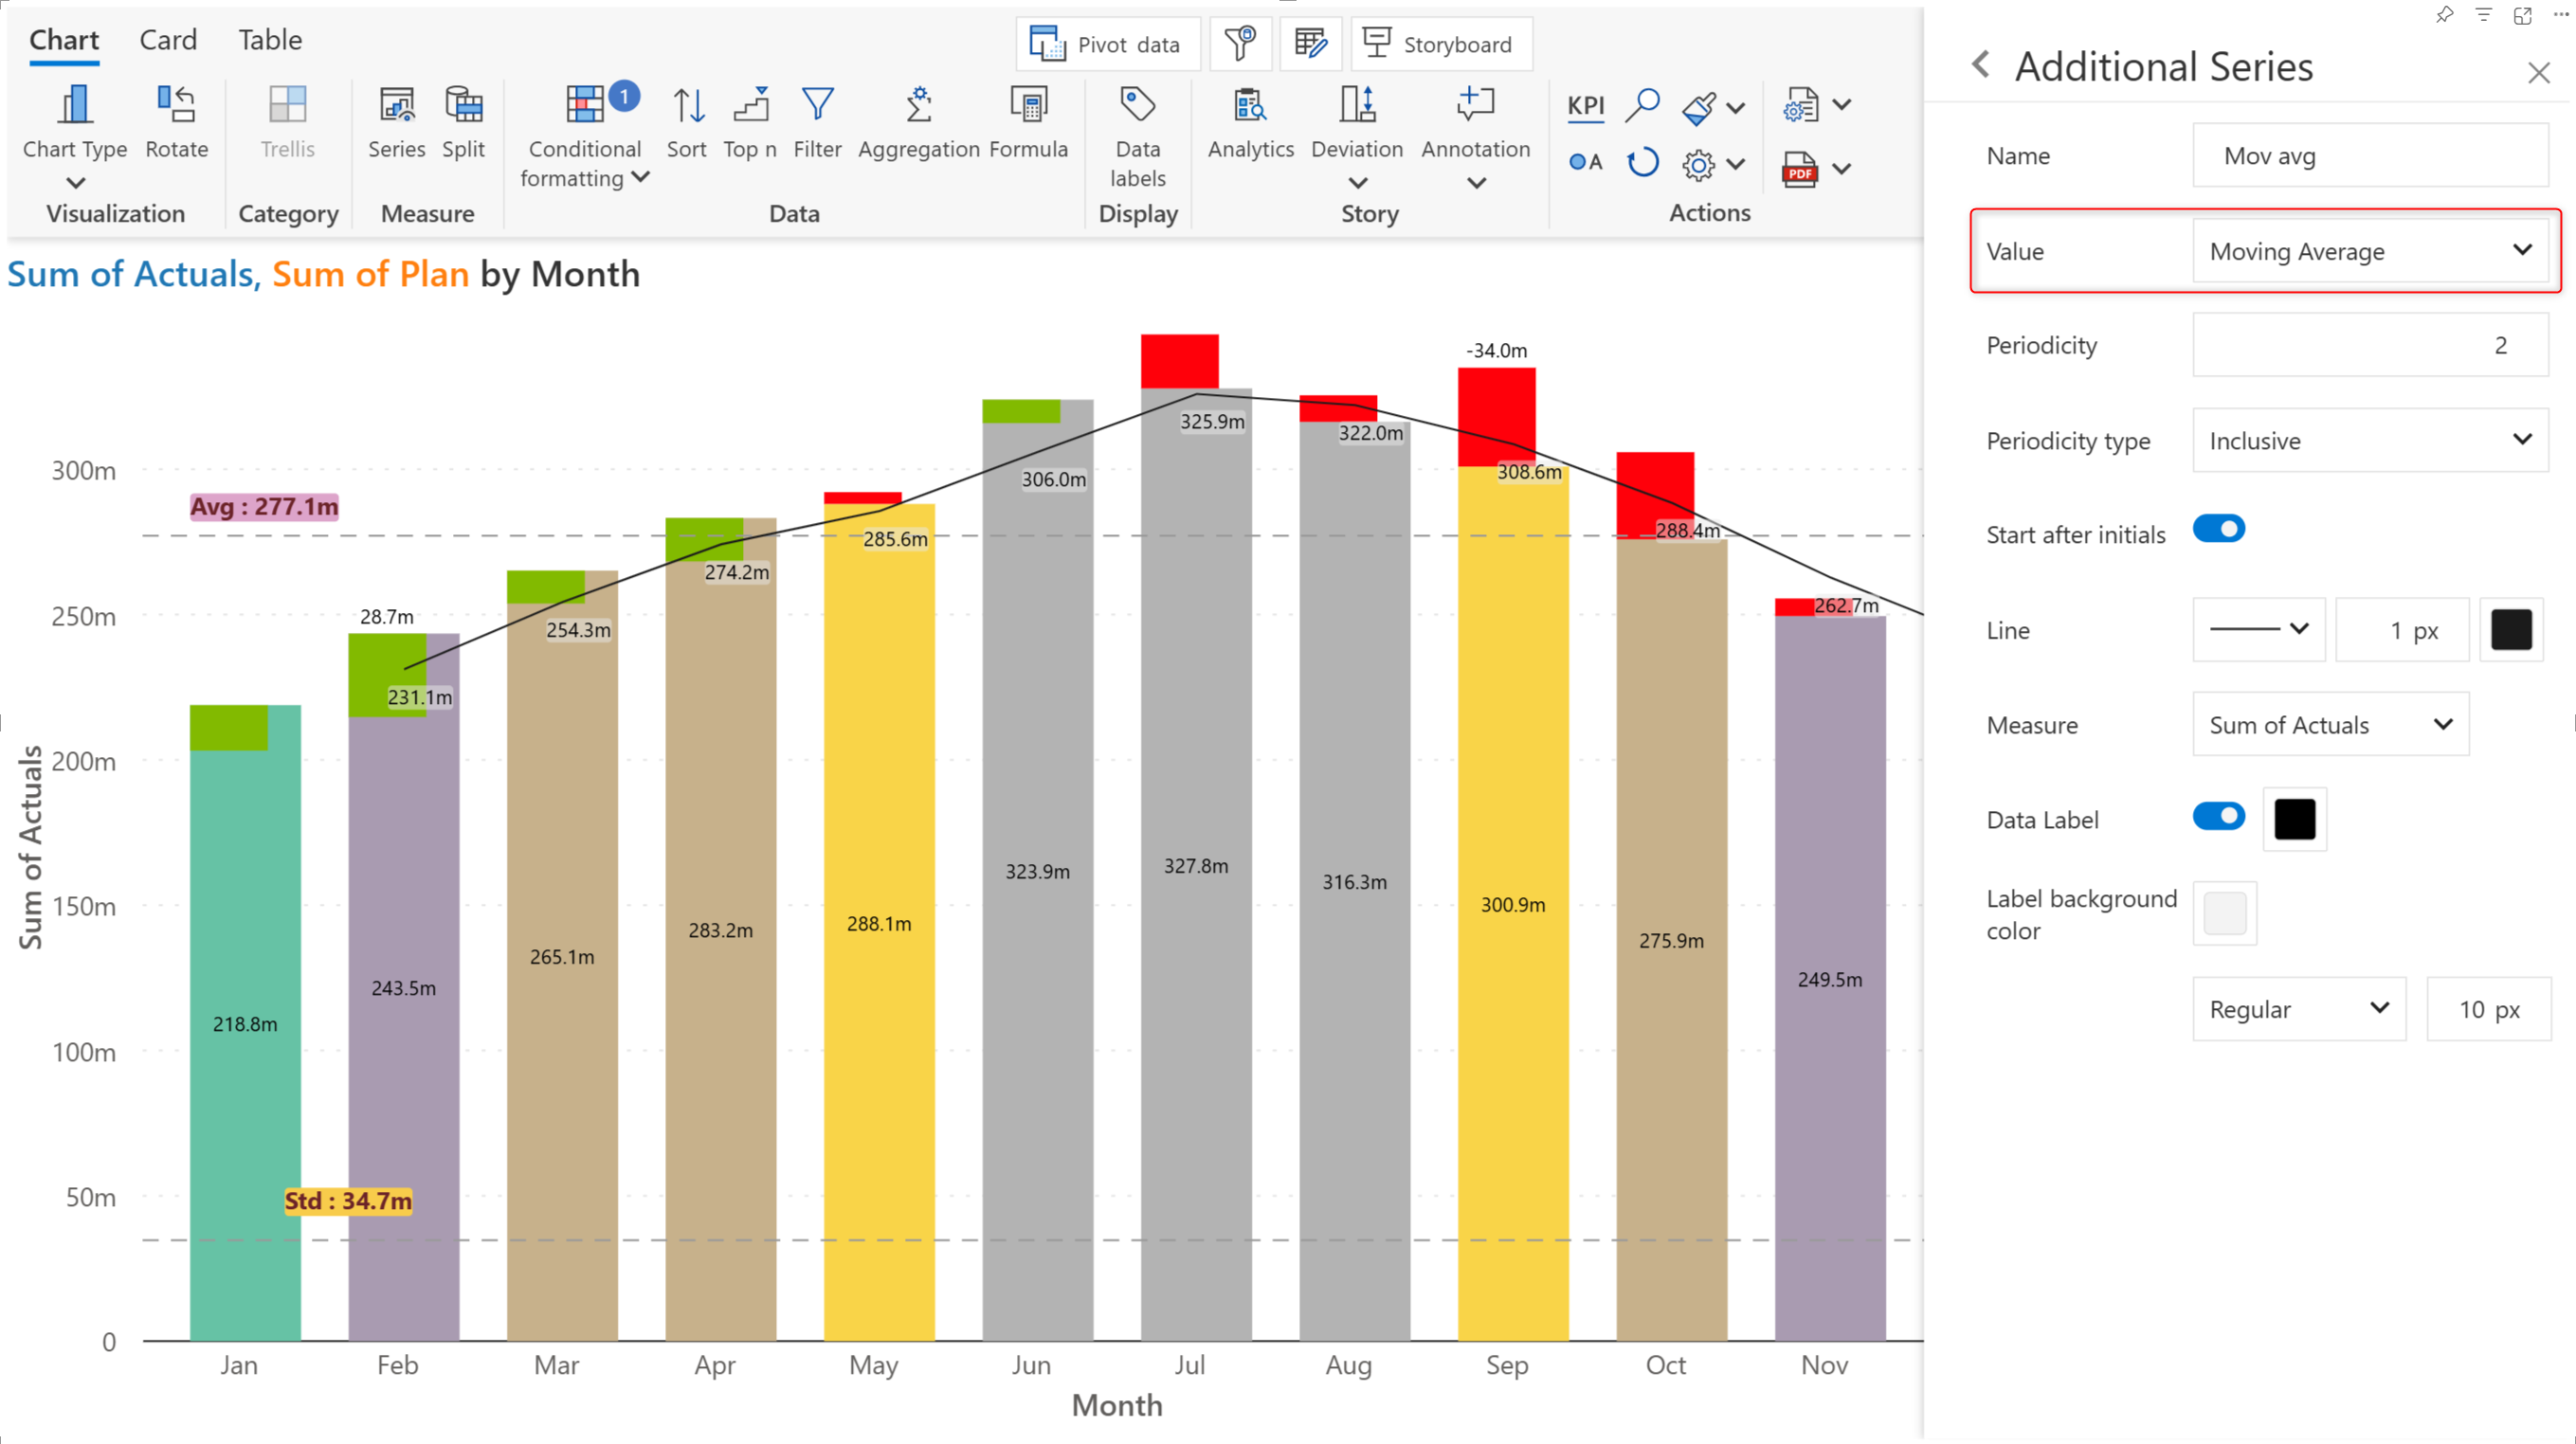 Chart Card Table
Pivot data Storyboard
Chart Type Rotate Trellis Series Split Conditional formatting 1 Sort Top n Filter Aggregation Formula Data labels Analytics Deviation Annotation KPI A PDF
Visualization Category Measure Data Display Story Actions
Sum of Actuals, Sum of Plan by Month
Sum of Actuals
300m
250m
200m
150m
100m
50m
0
Avg : 277.1m
Std : 34.7m
28.7m
-34.0m
231.1m
254.3m
274.2m
285.6m
306.0m
325.9m
322.0m
308.6m
288.4m
262.7m
218.8m
243.5m
265.1m
283.2m
288.1m
323.9m
327.8m
316.3m
300.9m
275.9m
249.5m
Jan Feb Mar Apr May Jun Jul Aug Sep Oct Nov
Month
Additional Series
Name Mov avg
Value Moving Average
Periodicity 2
Periodicity type Inclusive
Start after initials
Line 1 px
Measure Sum of Actuals
Data Label
Label background
color
Regular 10 px